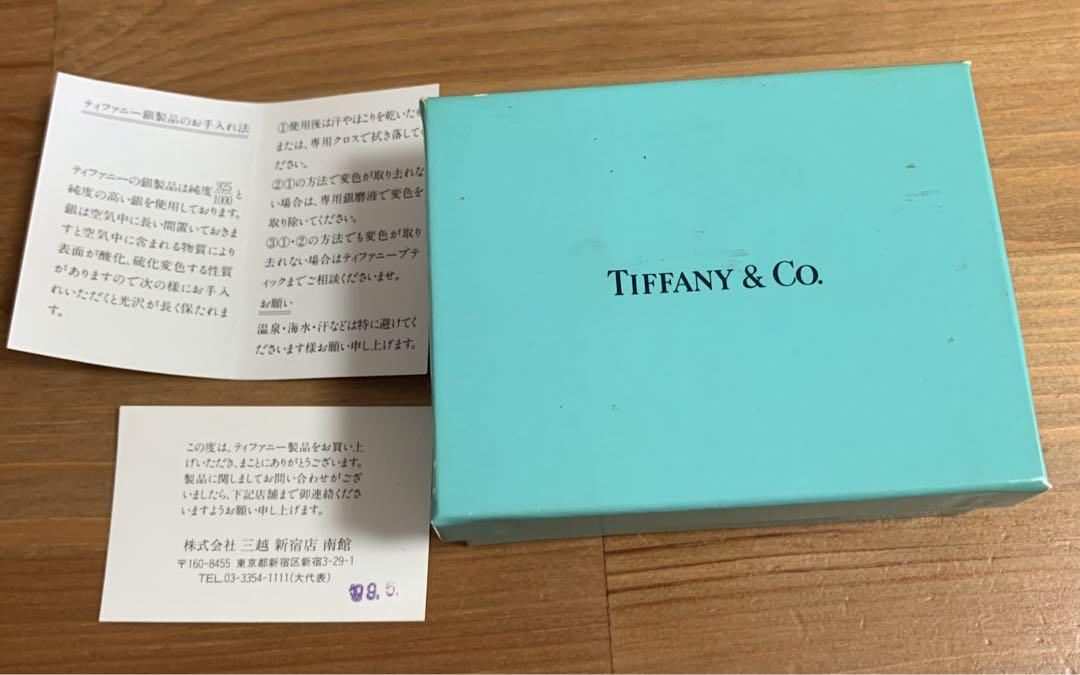 ティファニー銀製品のお手入れ法
ティファニーの銀製品は純度925/1000と
純度の高い銀を使用しております。
銀は空気中に長い間置いておきま
すと空気中に含まれる物質により
表面が酸化、硫化変色する性質
がありますので次の様にお手入
れいただくと光沢が長く保たれま
す。
①使用後は汗やほこりを乾いた
または、専用クロスで拭き落して
ださい。
②①の方法で変色が取り去れな
い場合は、専用銀磨液で変色を
取り除いてください。
③①・②の方法でも変色が取り
去れない場合はティファニーブテ
ィックまでご相談くださいませ。
お願い
温泉・海水・汗などは特に避けてく
ださいます様お願い申し上げます。
TIFFANY & CO.
この度は、ティファニー製品をお買い上
げいただき、まことにありがとうございます。
製品に関しましてお問い合わせがござ
いましたら、下記店舗まで御連絡くださ
いますようお願い申し上げます。
株式会社 三越 新宿店 南館
〒160-8455 東京都新宿区新宿3-29-1
TEL.03-3354-1111(大代表)